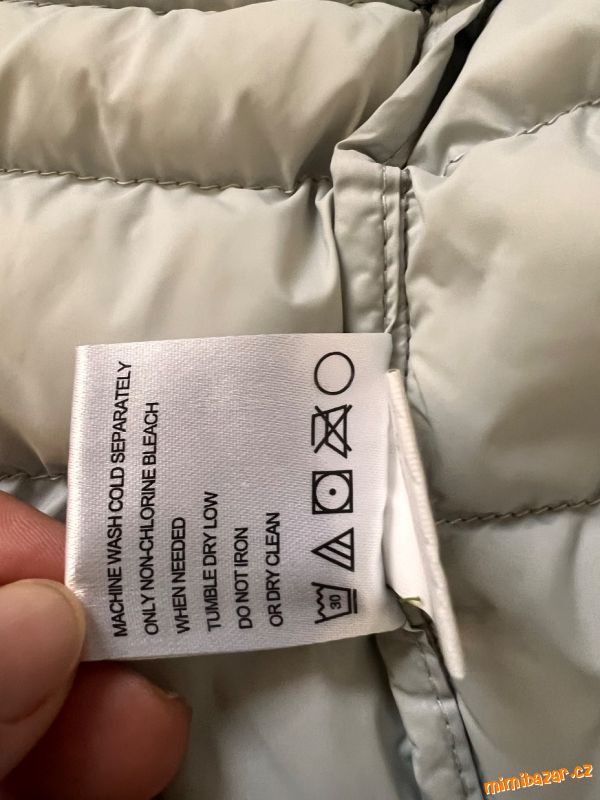 MACHINE WASH COLD SEPARATELY
ONLY NON-CHLORINE BLEACH
WHEN NEEDED
TUMBLE DRY LOW
DO NOT IRON
OR DRY CLEAN
30
mimibazar.cz